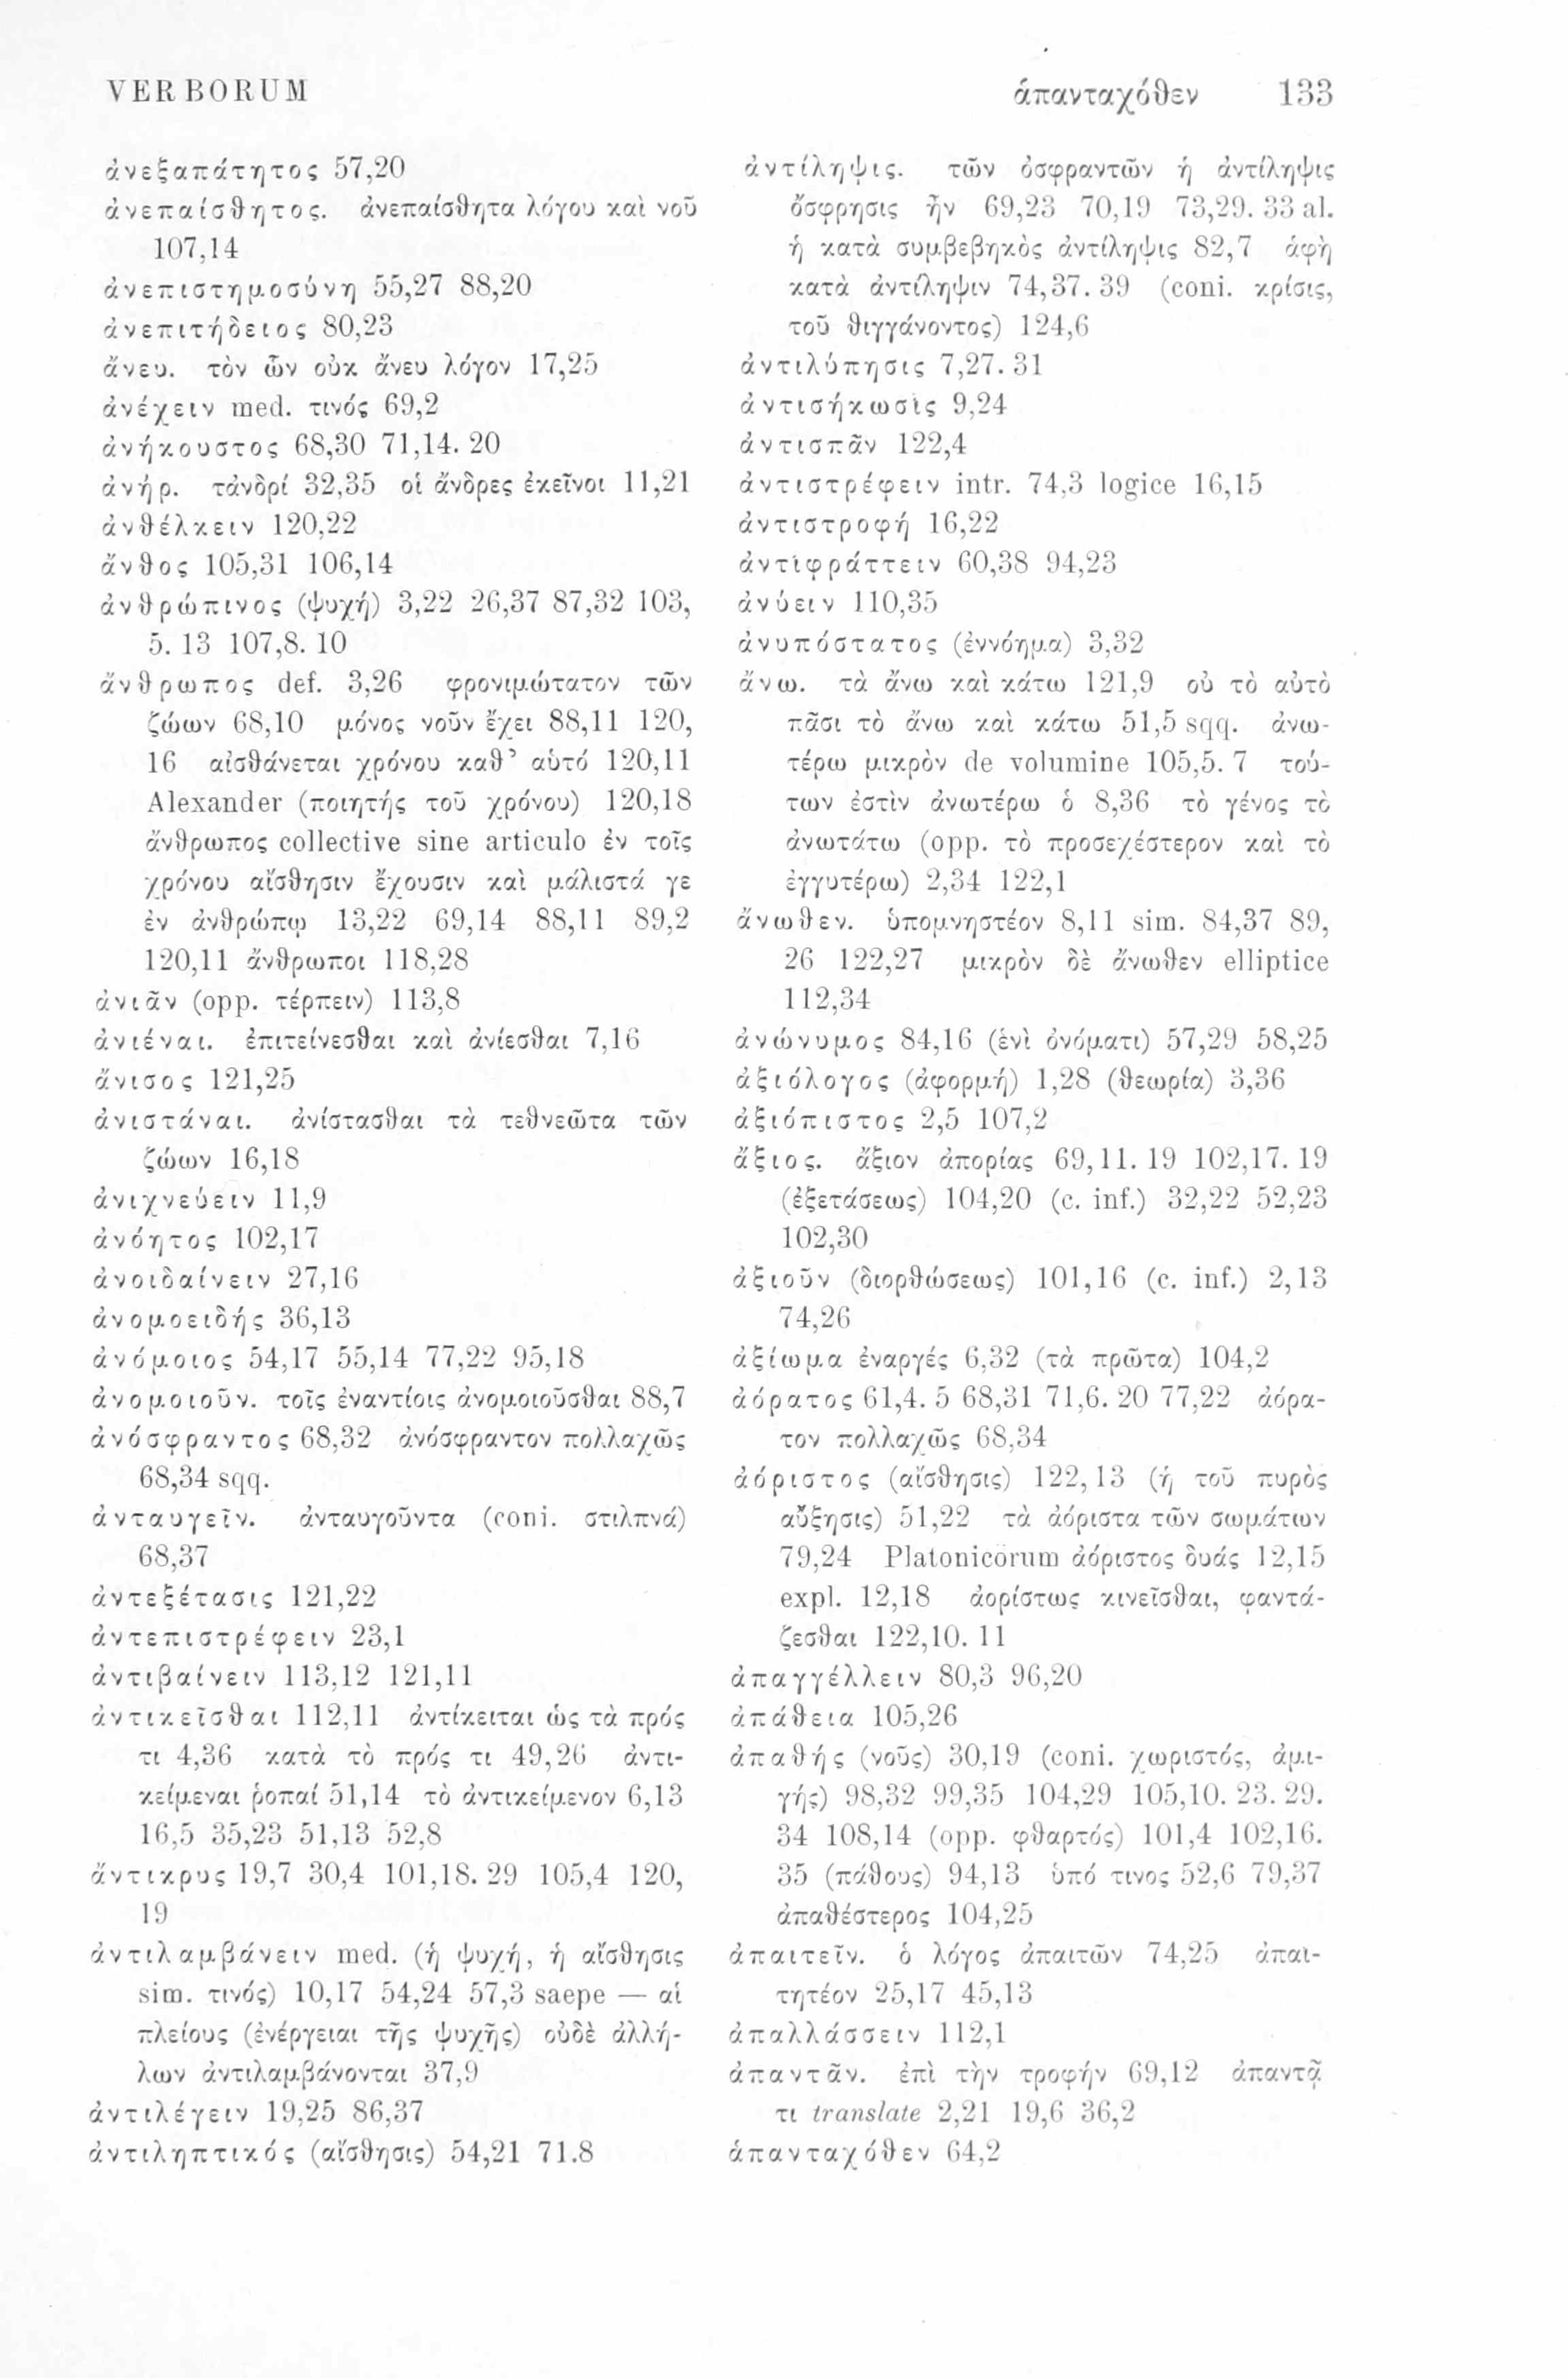 VERBORUM
ἁπανταχόθεν 133
ἀνεξαπάτητος 57,20
ἀνεπαίσθητος. ἀνεπαίσθητα λόγου καὶ νοῦ
107,14
ἀνεπιστημοσύνη 55,27 88,20
ἀνεπιτήδειος 80,23
ἄνευ. τὸν ὧν οὐκ ἄνευ λόγον 17,25
ἀνέχειν med. τινός 69,2
ἀνήκουστος 68,30 71,14. 20
ἀνήρ. τἀνδρί 32,35 οἱ ἄνδρες ἐκεῖνοι 11,21
ἀνθέλκειν 120,22
ἄνθος 105,31 106,14
ἀνθρώπινος (ψυχή) 3,22 26,37 87,32 103,
5. 13 107,8. 10
ἄνθρωπος def. 3,26 φρονιμώτατον τῶν
ζώων 68,10 μόνος νοῦν ἔχει 88,11 120,
16 αἰσθάνεται χρόνου καθ’ αὑτό 120,11
Alexander (ποιητής τοῦ χρόνου) 120,18
ἄνθρωπος collective sine articulo ἐν τοῖς
χρόνου αἴσθησιν ἔχουσιν καὶ μάλιστά γε
ἐν ἀνθρώπῳ 13,22 69,14 88,11 89,2
120,11 ἄνθρωποι 118,28
ἀνιᾶν (opp. τέρπειν) 113,8
ἀνιέναι. ἐπιτείνεσθαι καὶ ἀνίεσθαι 7,16
ἄνισος 121,25
ἀνιστάναι. ἀνίστασθαι τὰ τεθνεῶτα τῶν
ζώων 16,18
ἀνιχνεύειν 11,9
ἀνόητος 102,17
ἀνοιδαίνειν 27,16
ἀνομοειδής 36,13
ἀνόμοιος 54,17 55,14 77,22 95,18
ἀνομοιοῦν. τοῖς ἐναντίοις ἀνομοιοῦσθαι 88,7
ἀνόσφραντος 68,32 ἀνόσφραντον πολλαχῶς
68,34 sqq.
ἀνταυγεῖν. ἀνταυγοῦντα (coni. στιλπνά)
68,37
ἀντεξέτασις 121,22
ἀντεπιστρέφειν 23,1
ἀντιβαίνειν 113,12 121,11
ἀντικεῖσθαι 112,11 ἀντίκειται ὡς τὰ πρός
τι 4,36 κατὰ τὸ πρός τι 49,26 ἀντι-
κείμεναι ῥοπαί 51,14 τὸ ἀντικείμενον 6,13
16,5 35,23 51,13 52,8
ἄντικρυς 19,7 30,4 101,18. 29 105,4 120,
19
ἀντιλαμβάνειν med. (ἡ ψυχή, ἡ αἴσθησις
sim. τινός) 10,17 54,24 57,3 saepe — αἱ
πλείους (ἐνέργειαι τῆς ψυχῆς) οὐδὲ ἀλλή-
λων ἀντιλαμβάνονται 37,9
ἀντιλέγειν 19,25 86,37
ἀντιληπτικός (αἴσθησις) 54,21 71.8
ἀντίληψις. τῶν ὀσφραντῶν ἡ ἀντίληψις
ὄσφρησις ἦν 69,23 70,19 73,29. 33 al.
ἡ κατὰ συμβεβηκὸς ἀντίληψις 82,7 ἁφὴ
κατὰ ἀντίληψιν 74,37. 39 (coni. κρίσις,
τοῦ θιγγάνοντος) 124,6
ἀντιλύπησις 7,27. 31
ἀντισήκωσις 9,24
ἀντισπᾶν 122,4
ἀντιστρέφειν intr. 74,3 logice 16,15
ἀντιστροφή 16,22
ἀντιφράττειν 60,38 94,23
ἀνύειν 110,35
ἀνυπόστατος (ἐννόημα) 3,32
ἄνω. τὰ ἄνω καὶ κάτω 121,9 οὐ τὸ αὐτὸ
πᾶσι τὸ ἄνω καὶ κάτω 51,5 sqq. ἀνω-
τέρω μικρὸν de volumine 105,5. 7 τού-
των ἐστὶν ἀνωτέρω ὁ 8,36 τὸ γένος τὸ
ἀνωτάτω (opp. τὸ προσεχέστερον καὶ τὸ
ἐγγυτέρω) 2,34 122,1
ἄνωθεν. ὑπομνηστέον 8,11 sim. 84,37 89,
26 122,27 μικρὸν δὲ ἄνωθεν elliptice
112,34
ἀνώνυμος 84,16 (ἑνὶ ὀνόματι) 57,29 58,25
ἀξιόλογος (ἀφορμή) 1,28 (θεωρία) 3,36
ἀξιόπιστος 2,5 107,2
ἄξιος. ἄξιον ἀπορίας 69,11. 19 102,17. 19
(ἐξετάσεως) 104,20 (c. inf.) 32,22 52,23
102,30
ἀξιοῦν (διορθώσεως) 101,16 (c. inf.) 2,13
74,26
ἀξίωμα ἐναργές 6,32 (τὰ πρῶτα) 104,2
ἀόρατος 61,4. 5 68,31 71,6. 20 77,22 ἀόρα-
τον πολλαχῶς 68,34
ἀόριστος (αἴσθησις) 122,13 (ἡ τοῦ πυρὸς
αὔξησις) 51,22 τὰ ἀόριστα τῶν σωμάτων
79,24 Platonicorum ἀόριστος δυάς 12,15
expl. 12,18 ἀορίστως κινεῖσθαι, φαντά-
ζεσθαι 122,10. 11
ἀπαγγέλλειν 80,3 96,20
ἀπάθεια 105,26
ἀπαθής (νοῦς) 30,19 (coni. χωριστός, ἀμι-
γής) 98,32 99,35 104,29 105,10. 23. 29.
34 108,14 (opp. φθαρτός) 101,4 102,16.
35 (πάθους) 94,13 ὑπό τινος 52,6 79,37
ἀπαθέστερος 104,25
ἀπαιτεῖν. ὁ λόγος ἀπαιτῶν 74,25 ἀπαι-
τητέον 25,17 45,13
ἀπαλλάσσειν 112,1
ἀπαντᾶν. ἐπὶ τὴν τροφήν 69,12 ἀπαντᾷ
τι translate 2,21 19,6 36,2
ἁπανταχόθεν 64,2